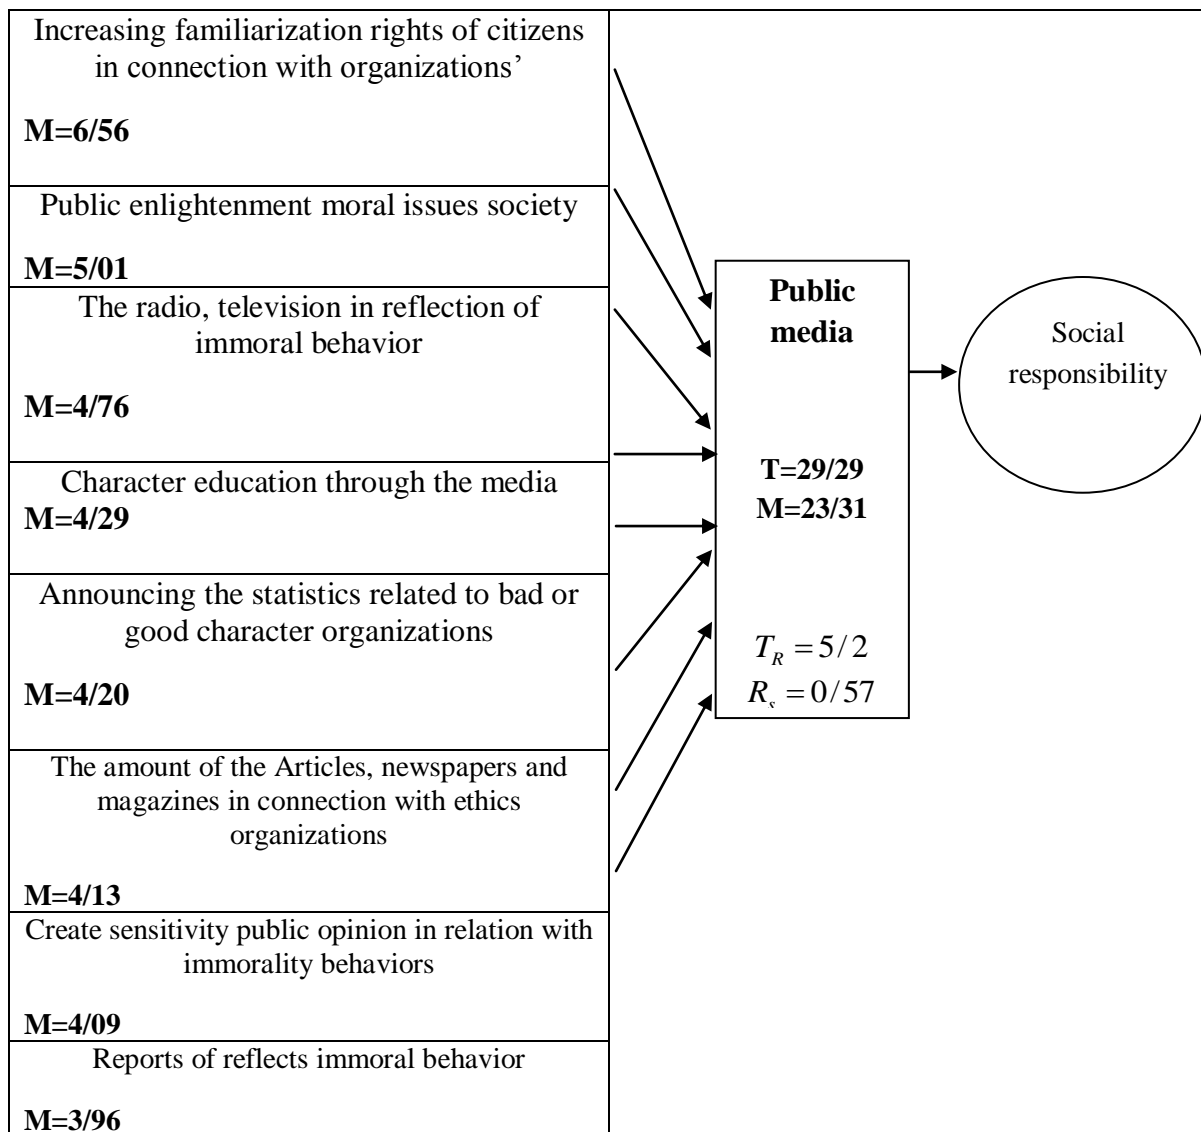 Increasing familiarization rights of citizens
in connection with organizations’
M=6/56
Public enlightenment moral issues society
M=5/01
The radio, television in reflection of
immoral behavior
M=4/76
Character education through the media
M=4/29
Announcing the statistics related to bad or
good character organizations
M=4/20
The amount of the Articles, newspapers and
magazines in connection with ethics
organizations
M=4/13
Create sensitivity public opinion in relation with
immorality behaviors
M=4/09
Reports of reflects immoral behavior
M=3/96
Public
media
T=29/29
M=23/31
T_R = 5/2
R_s = 0/57
Social
responsibility